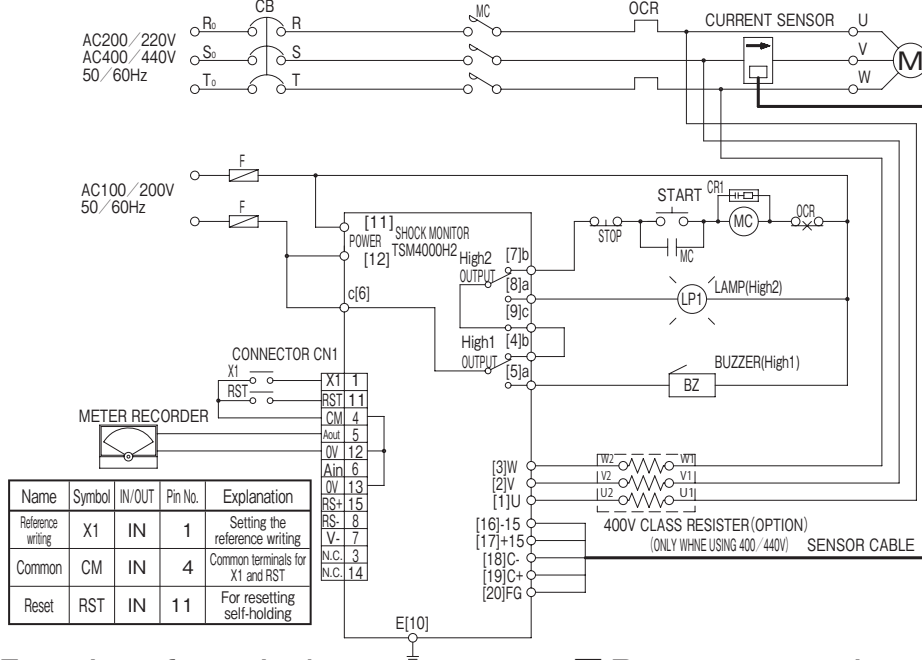 CB
MC
OCR
CURRENT SENSOR
U
V
W
M
R0
R
S0
S
T0
T
AC200/220V
AC400/440V
50/60Hz
AC100/200V
50/60Hz
F
F
[11]
POWER
[12]
SHOCK MONITOR
TSM4000H2
c[6]
High2
OUTPUT
[7]b
[8]a
[9]c
High1
OUTPUT
[4]b
[5]a
STOP
START
MC
CR1
MC
OCR
LP1
LAMP(High2)
BUZZER(High1)
BZ
CONNECTOR CN1
X1
RST
METER RECORDER
X1 1
RST 11
CM 4
Aout 5
0V 12
Ain 6
0V 13
RS+ 15
RS- 8
V- 7
N.C. 3
N.C. 14
[3]W
[2]V
[1]U
W2 W1
V2 V1
U2 U1
400V CLASS RESISTER(OPTION)
(ONLY WHNE USING 400/440V)
SENSOR CABLE
[16]-15
[17]+15
[18]C-
[19]C+
[20]FG
E[10]
Name Symbol IN/OUT Pin No. Explanation
Reference writing X1 IN 1 Setting the reference writing
Common CM IN 4 Common terminals for X1 and RST
Reset RST IN 11 For resetting self-holding